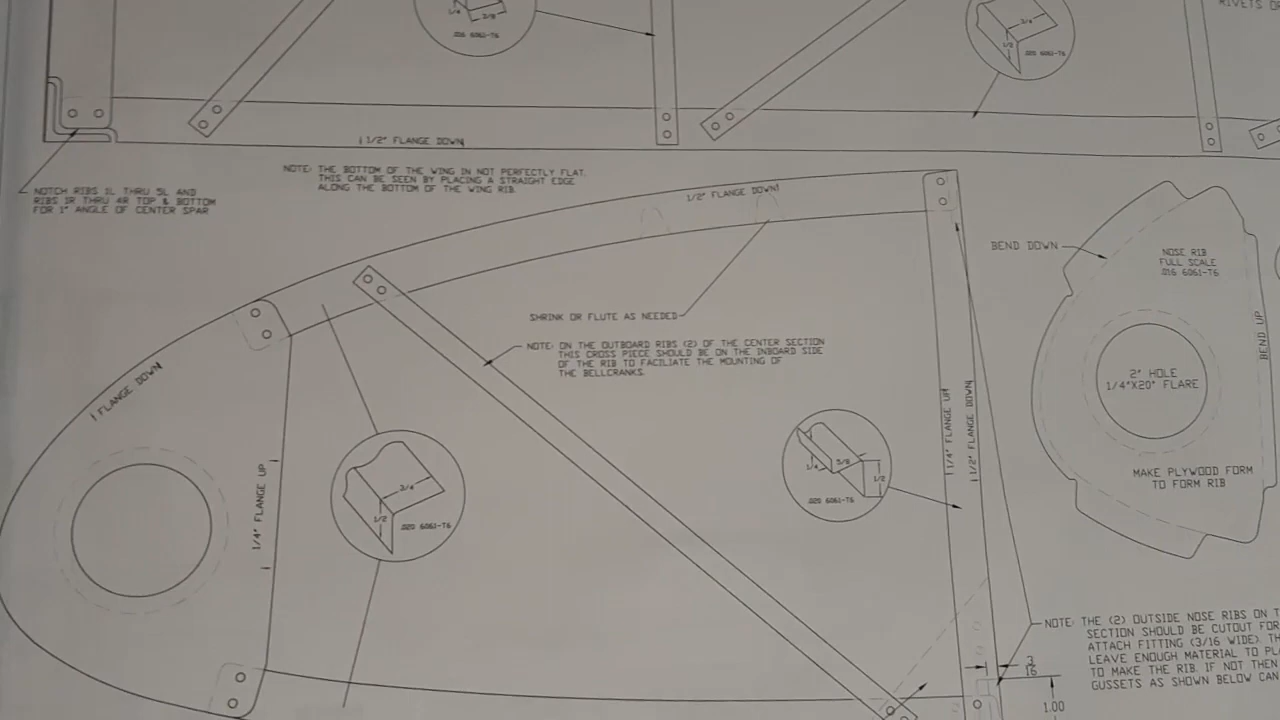 1/4
3/8
.016 6061-T6
3/4
1/2
.020 6061-T6
RIVETS
1/2" FLANGE DOWN
NOTE: THE BOTTOM OF THE WING IN NOT PERFECTLY FLAT.
THIS CAN BE SEEN BY PLACING A STRAIGHT EDGE
ALONG THE BOTTOM OF THE WING RIB.
NOTCH RIBS 1L THRU 5L AND
RIBS 1R THRU 4R TOP & BOTTOM
FOR 1" ANGLE OF CENTER SPAR
1/2" FLANGE DOWN
BEND DOWN
NOSE RIB
FULL SCALE
.016 6061-T6
BEND UP
SHRINK OR FLUTE AS NEEDED
NOTE: ON THE OUTBOARD RIBS (2) OF THE CENTER SECTION
THIS CROSS PIECE SHOULD BE ON THE INBOARD SIDE
OF THE RIB TO FACILIATE THE MOUNTING OF
THE BELLCRANKS.
FLANGE DOWN
2" HOLE
1/4"X20° FLARE
1/4" FLANGE UP
1/2" FLANGE DOWN
1/4" FLANGE UP
3/4
1/2
.020 6061-T6
1/4
5/8
1/2
.020 6061-T6
MAKE PLYWOOD FORM
TO FORM RIB
NOTE: THE (2) OUTSIDE NOSE RIBS ON
SECTION SHOULD BE CUTOUT FOR
ATTACH FITTING (3/16 WIDE).
LEAVE ENOUGH MATERIAL TO
TO MAKE THE RIB. IF NOT THEN
GUSSETS AS SHOWN BELOW CAN
3
16
1.00